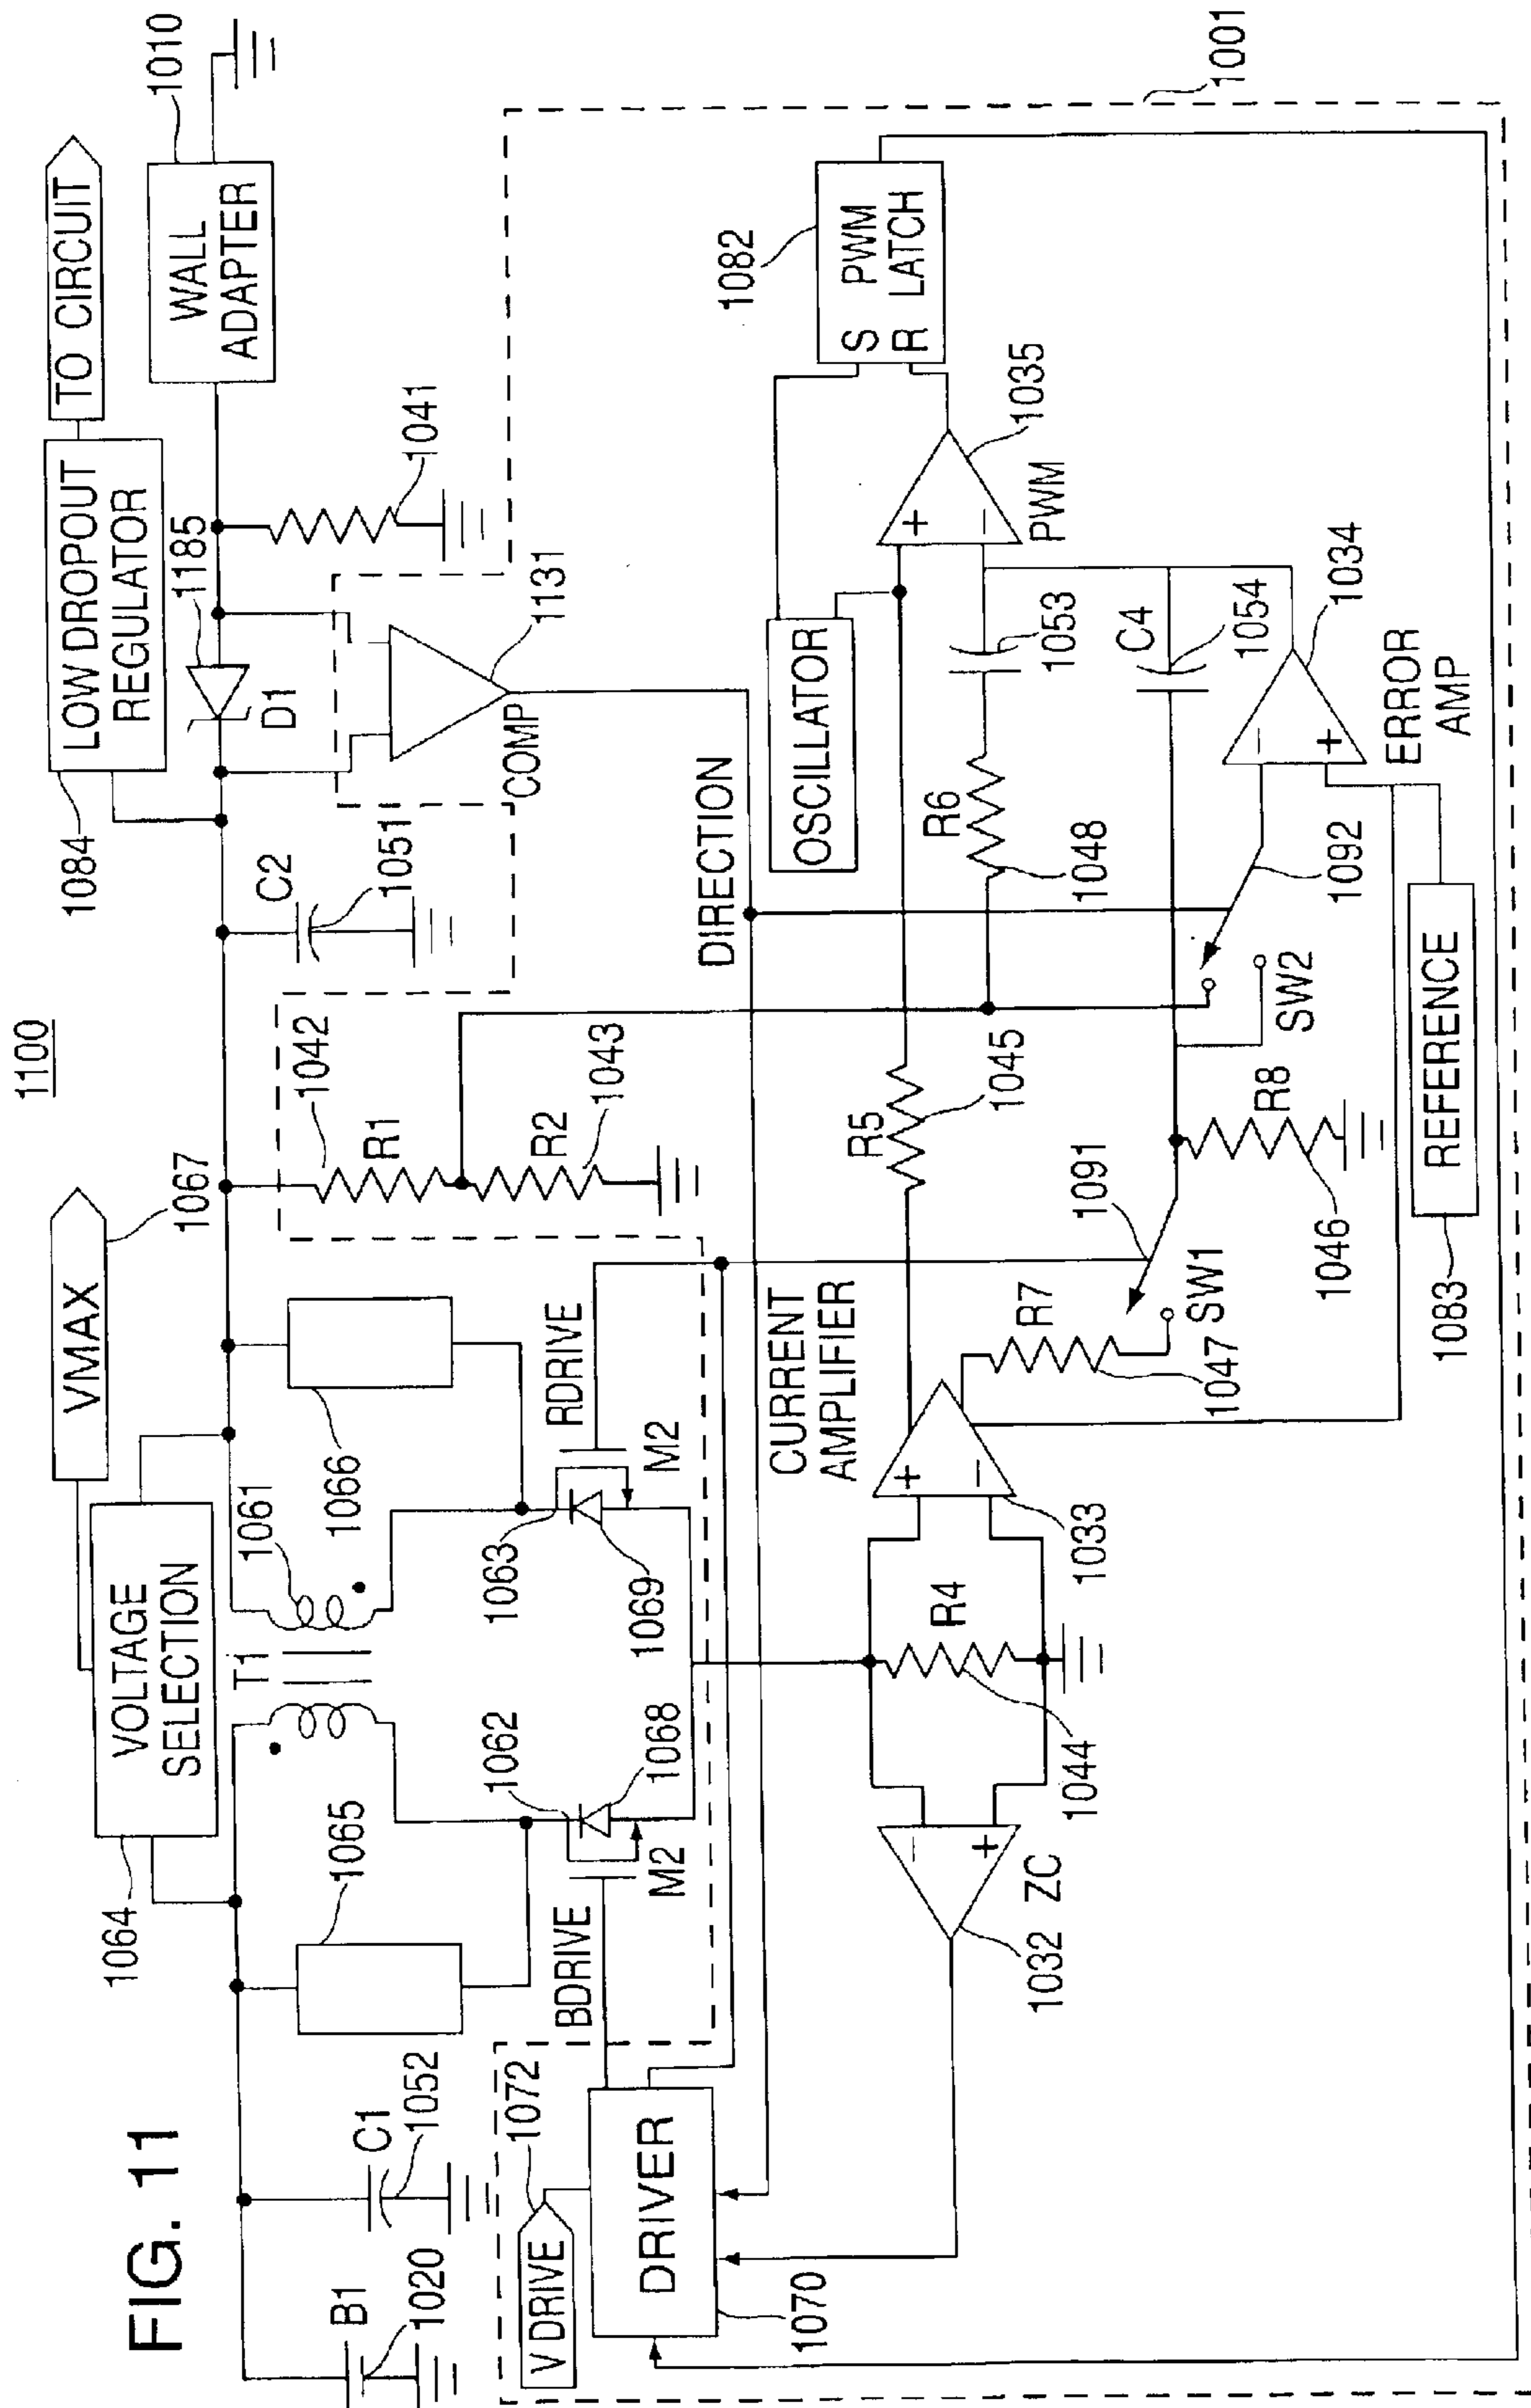 FIG. 11
1100
B1
1020
C1
1052
1064
VOLTAGE
SELECTION
VMAX
1067
T1
1061
1065
1066
1062
1068
M2
BDRIVE
1063
1069
M2
RDRIVE
1084
LOW DROPOUT
REGULATOR
TO CIRCUIT
C2
1051
1185
D1
1041
WALL
ADAPTER
1010
1042
R1
R2
1043
COMP
1131
1001
V DRIVE
1072
DRIVER
1070
DIRECTION
CURRENT
AMPLIFIER
1033
R4
1044
ZC
1032
R5
1045
R7
1047
SW1
1091
R8
1046
OSCILLATOR
R6
1048
1053
C4
1054
SW2
1092
1034
ERROR
AMP
REFERENCE
1083
+
−
PWM
1035
1082
S PWM
R LATCH
+
−
−
+
−
+